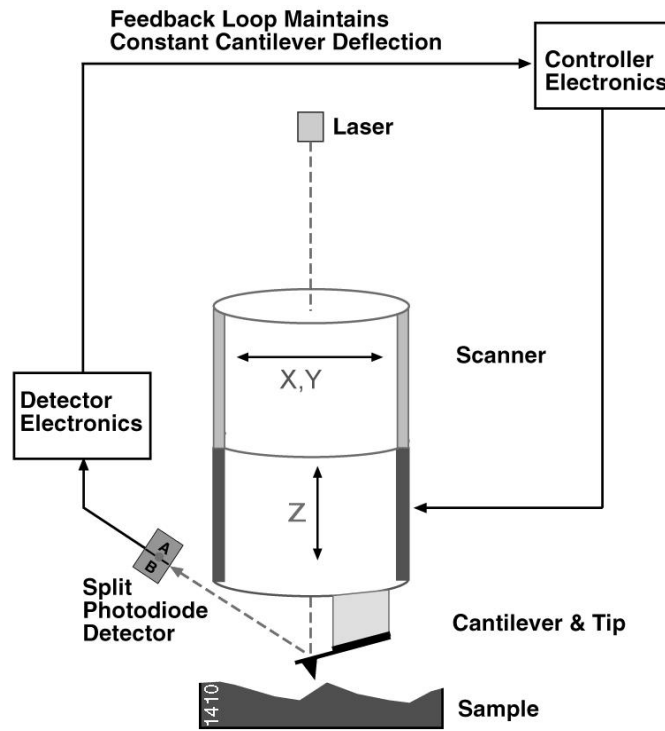 Feedback Loop Maintains
Constant Cantilever Deflection
Controller
Electronics
Laser
X,Y
Scanner
Detector
Electronics
Z
A
B
Split
Photodiode
Detector
Cantilever & Tip
1410
Sample